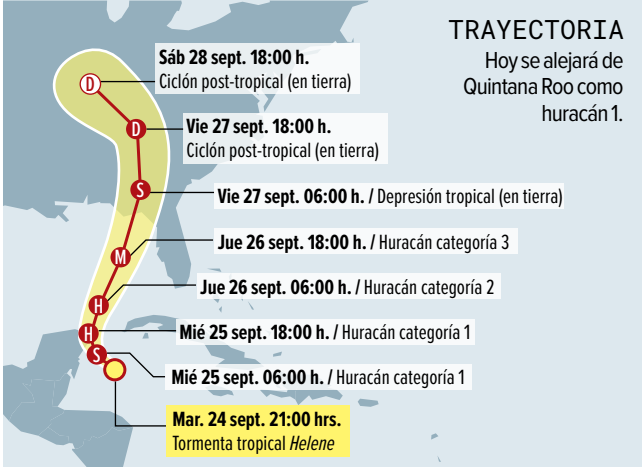 TRAYECTORIA
Hoy se alejará de
Quintana Roo como
huracán 1.
Sáb 28 sept. 18:00 h.
Ciclón post-tropical (en tierra)
D
Vie 27 sept. 18:00 h.
Ciclón post-tropical (en tierra)
D
Vie 27 sept. 06:00 h. / Depresión tropical (en tierra)
S
Jue 26 sept. 18:00 h. / Huracán categoría 3
M
Jue 26 sept. 06:00 h. / Huracán categoría 2
H
Mié 25 sept. 18:00 h. / Huracán categoría 1
H
Mié 25 sept. 06:00 h. / Huracán categoría 1
S
Mar. 24 sept. 21:00 hrs.
Tormenta tropical Helene